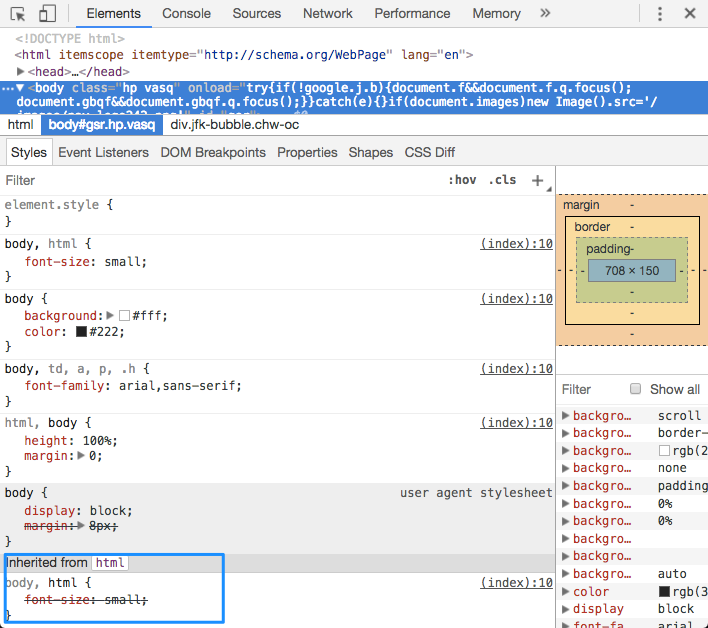 Elements Console Sources Network Performance Memory »
<!DOCTYPE html>
<html itemscope itemtype="http://schema.org/WebPage" lang="en">
▶<head>…</head>
…▼<body class="hp vasq" onload="try{if(!google.j.b){document.f&&document.f.q.focus();
document.gbqf&&document.gbqf.q.focus();}}catch(e){}if(document.images)new Image().src='/
html body#gsr.hp.vasq div.jfk-bubble.chw-oc
Styles Event Listeners DOM Breakpoints Properties Shapes CSS Diff
Filter :hov .cls +
element.style {
}
body, html { (index):10
font-size: small;
}
body { (index):10
background:▶ #fff;
color: #222;
}
body, td, a, p, .h { (index):10
font-family: arial,sans-serif;
}
html, body { (index):10
height: 100%;
margin:▶ 0;
}
body { user agent stylesheet
display: block;
margin:▶ 8px;
}
Inherited from html
body, html { (index):10
font-size: small;
}
margin -
border -
padding-
- - - 708 × 150 - - -
-
-
-
Filter Show all
▶ backgro… scroll
▶ backgro… border-
▶ backgro… rgb(2
▶ backgro… none
▶ backgro… padding
▶ backgro… 0%
▶ backgro… 0%
▶ backgro…
▶ backgro…
▶ backgro… auto
▶ color rgb(3
▶ display block
▶ font-fa… arial